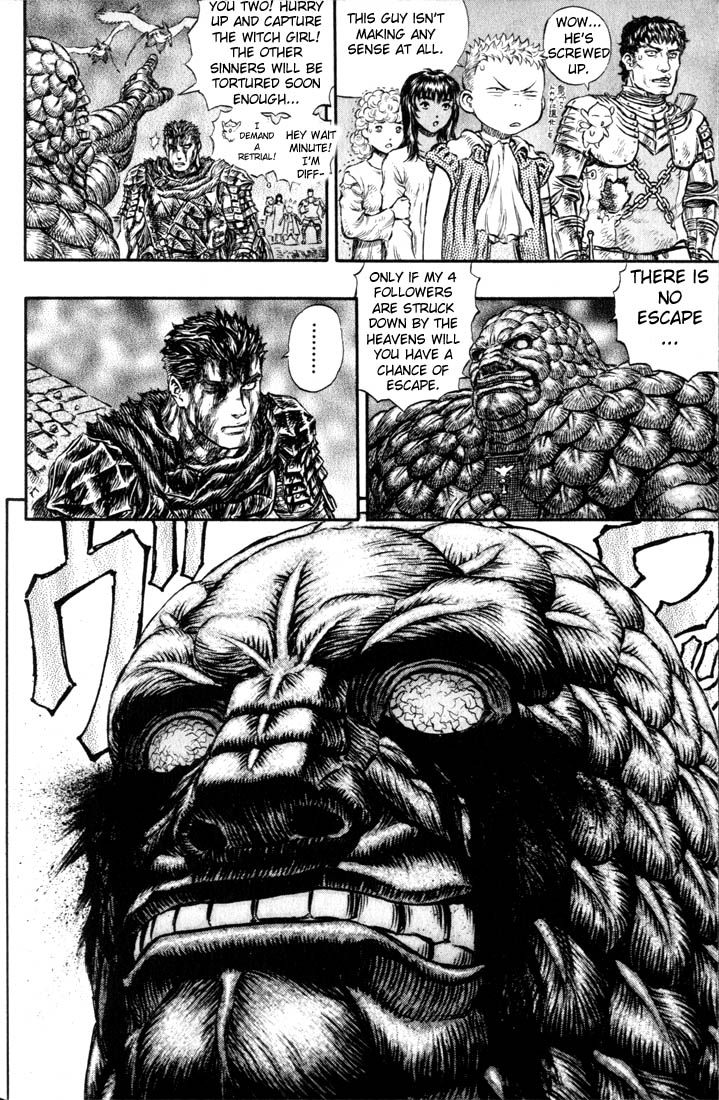 WOW...
HE'S
SCREWED
UP.
THIS GUY ISN'T
MAKING ANY
SENSE AT ALL.
YOU TWO! HURRY
UP AND CAPTURE
THE WITCH GIRL!
THE OTHER
SINNERS WILL BE
TORTURED SOON
ENOUGH...
HEY WAIT
MINUTE!
I'M
DIFF-
I
DEMAND
A
RETRIAL!
THERE IS
NO
ESCAPE
...
ONLY IF MY 4
FOLLOWERS
ARE STRUCK
DOWN BY THE
HEAVENS WILL
YOU HAVE A
CHANCE OF
ESCAPE.